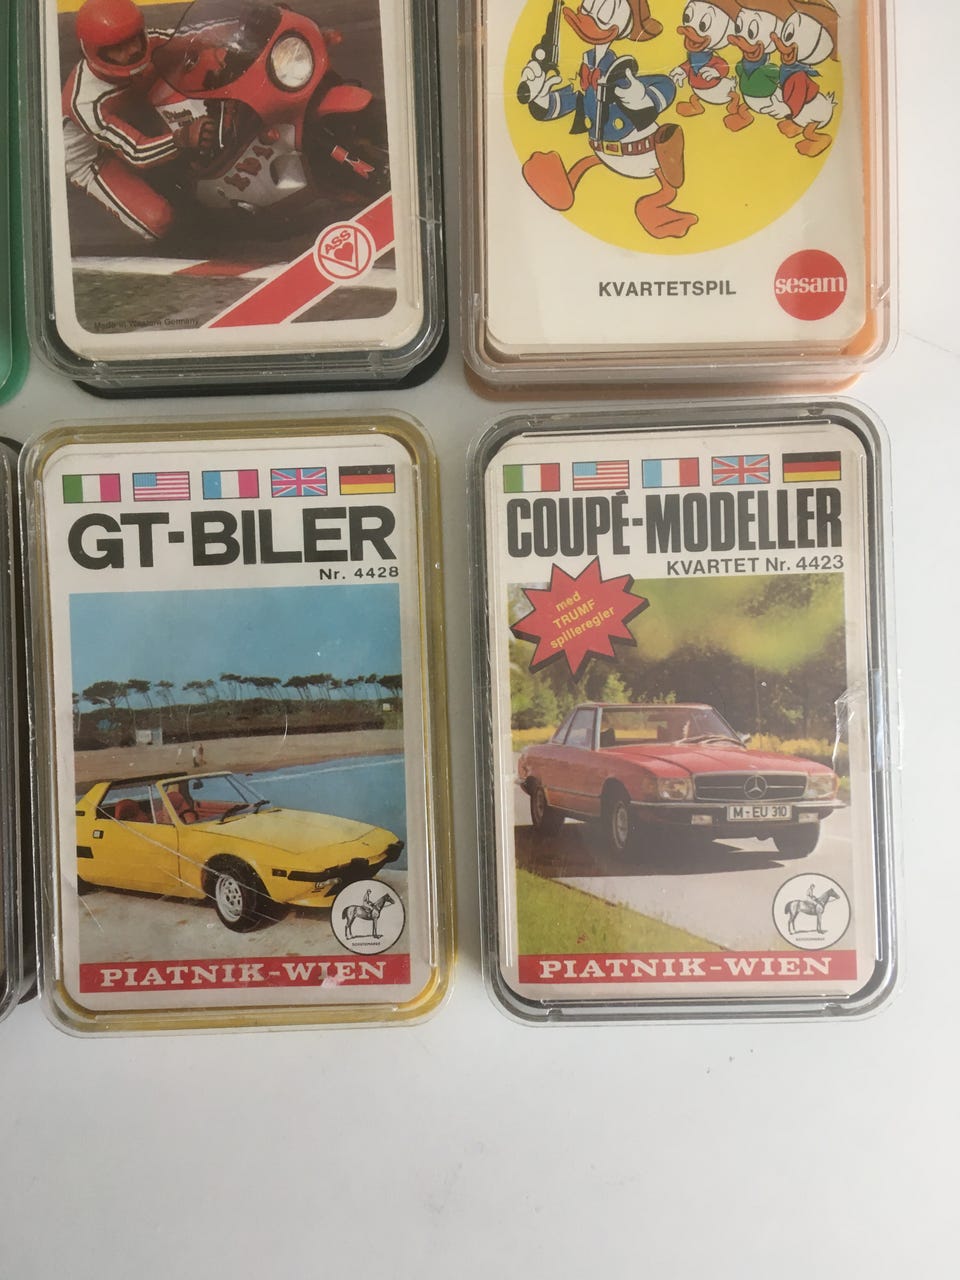 ASS
Made in Western Germany
KVARTETSPIL
sesam
GT-BILER
Nr. 4428
PIATNIK-WIEN
COUPÉ-MODELLER
KVARTET Nr. 4423
med
TRUMF
spilleregler
M-EU 310
PIATNIK-WIEN